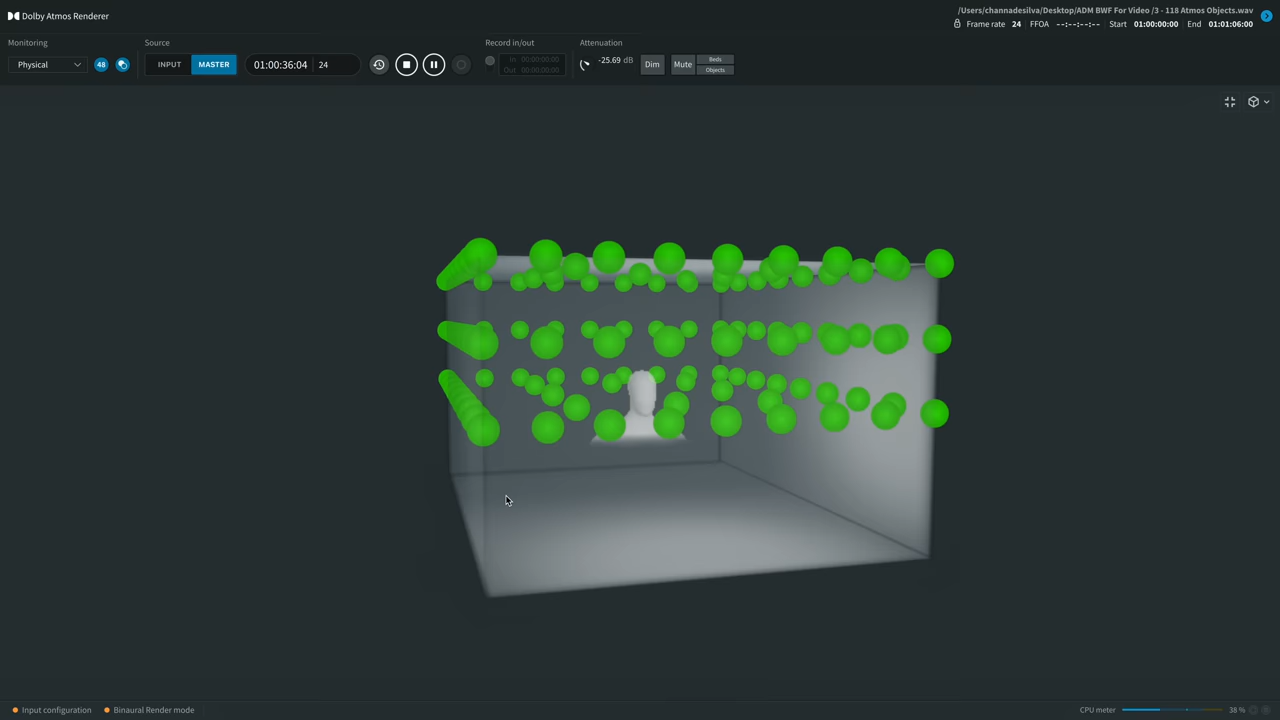 Dolby Atmos Renderer
/Users/channadesilva/Desktop/ADM BWF For Video /3 - 118 Atmos Objects.wav
Frame rate 24 FFOA --:--:--:-- Start 01:00:00:00 End 01:01:06:00
Monitoring Source Record in/out Attenuation
Physical 48 INPUT MASTER 01:00:36:04 24 In 00:00:00:00 -25.69 dB Dim Mute Beds
Out 00:00:00:00 Objects
Input configuration Binaural Render mode CPU meter 38 %